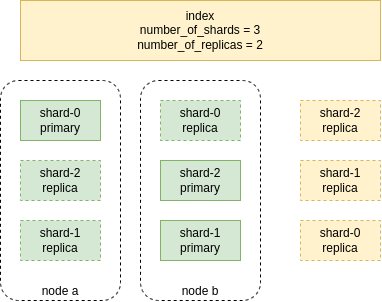 index
number_of_shards = 3
number_of_replicas = 2
shard-0
primary
shard-2
replica
shard-1
replica
node a
shard-0
replica
shard-2
primary
shard-1
primary
node b
shard-2
replica
shard-1
replica
shard-0
replica